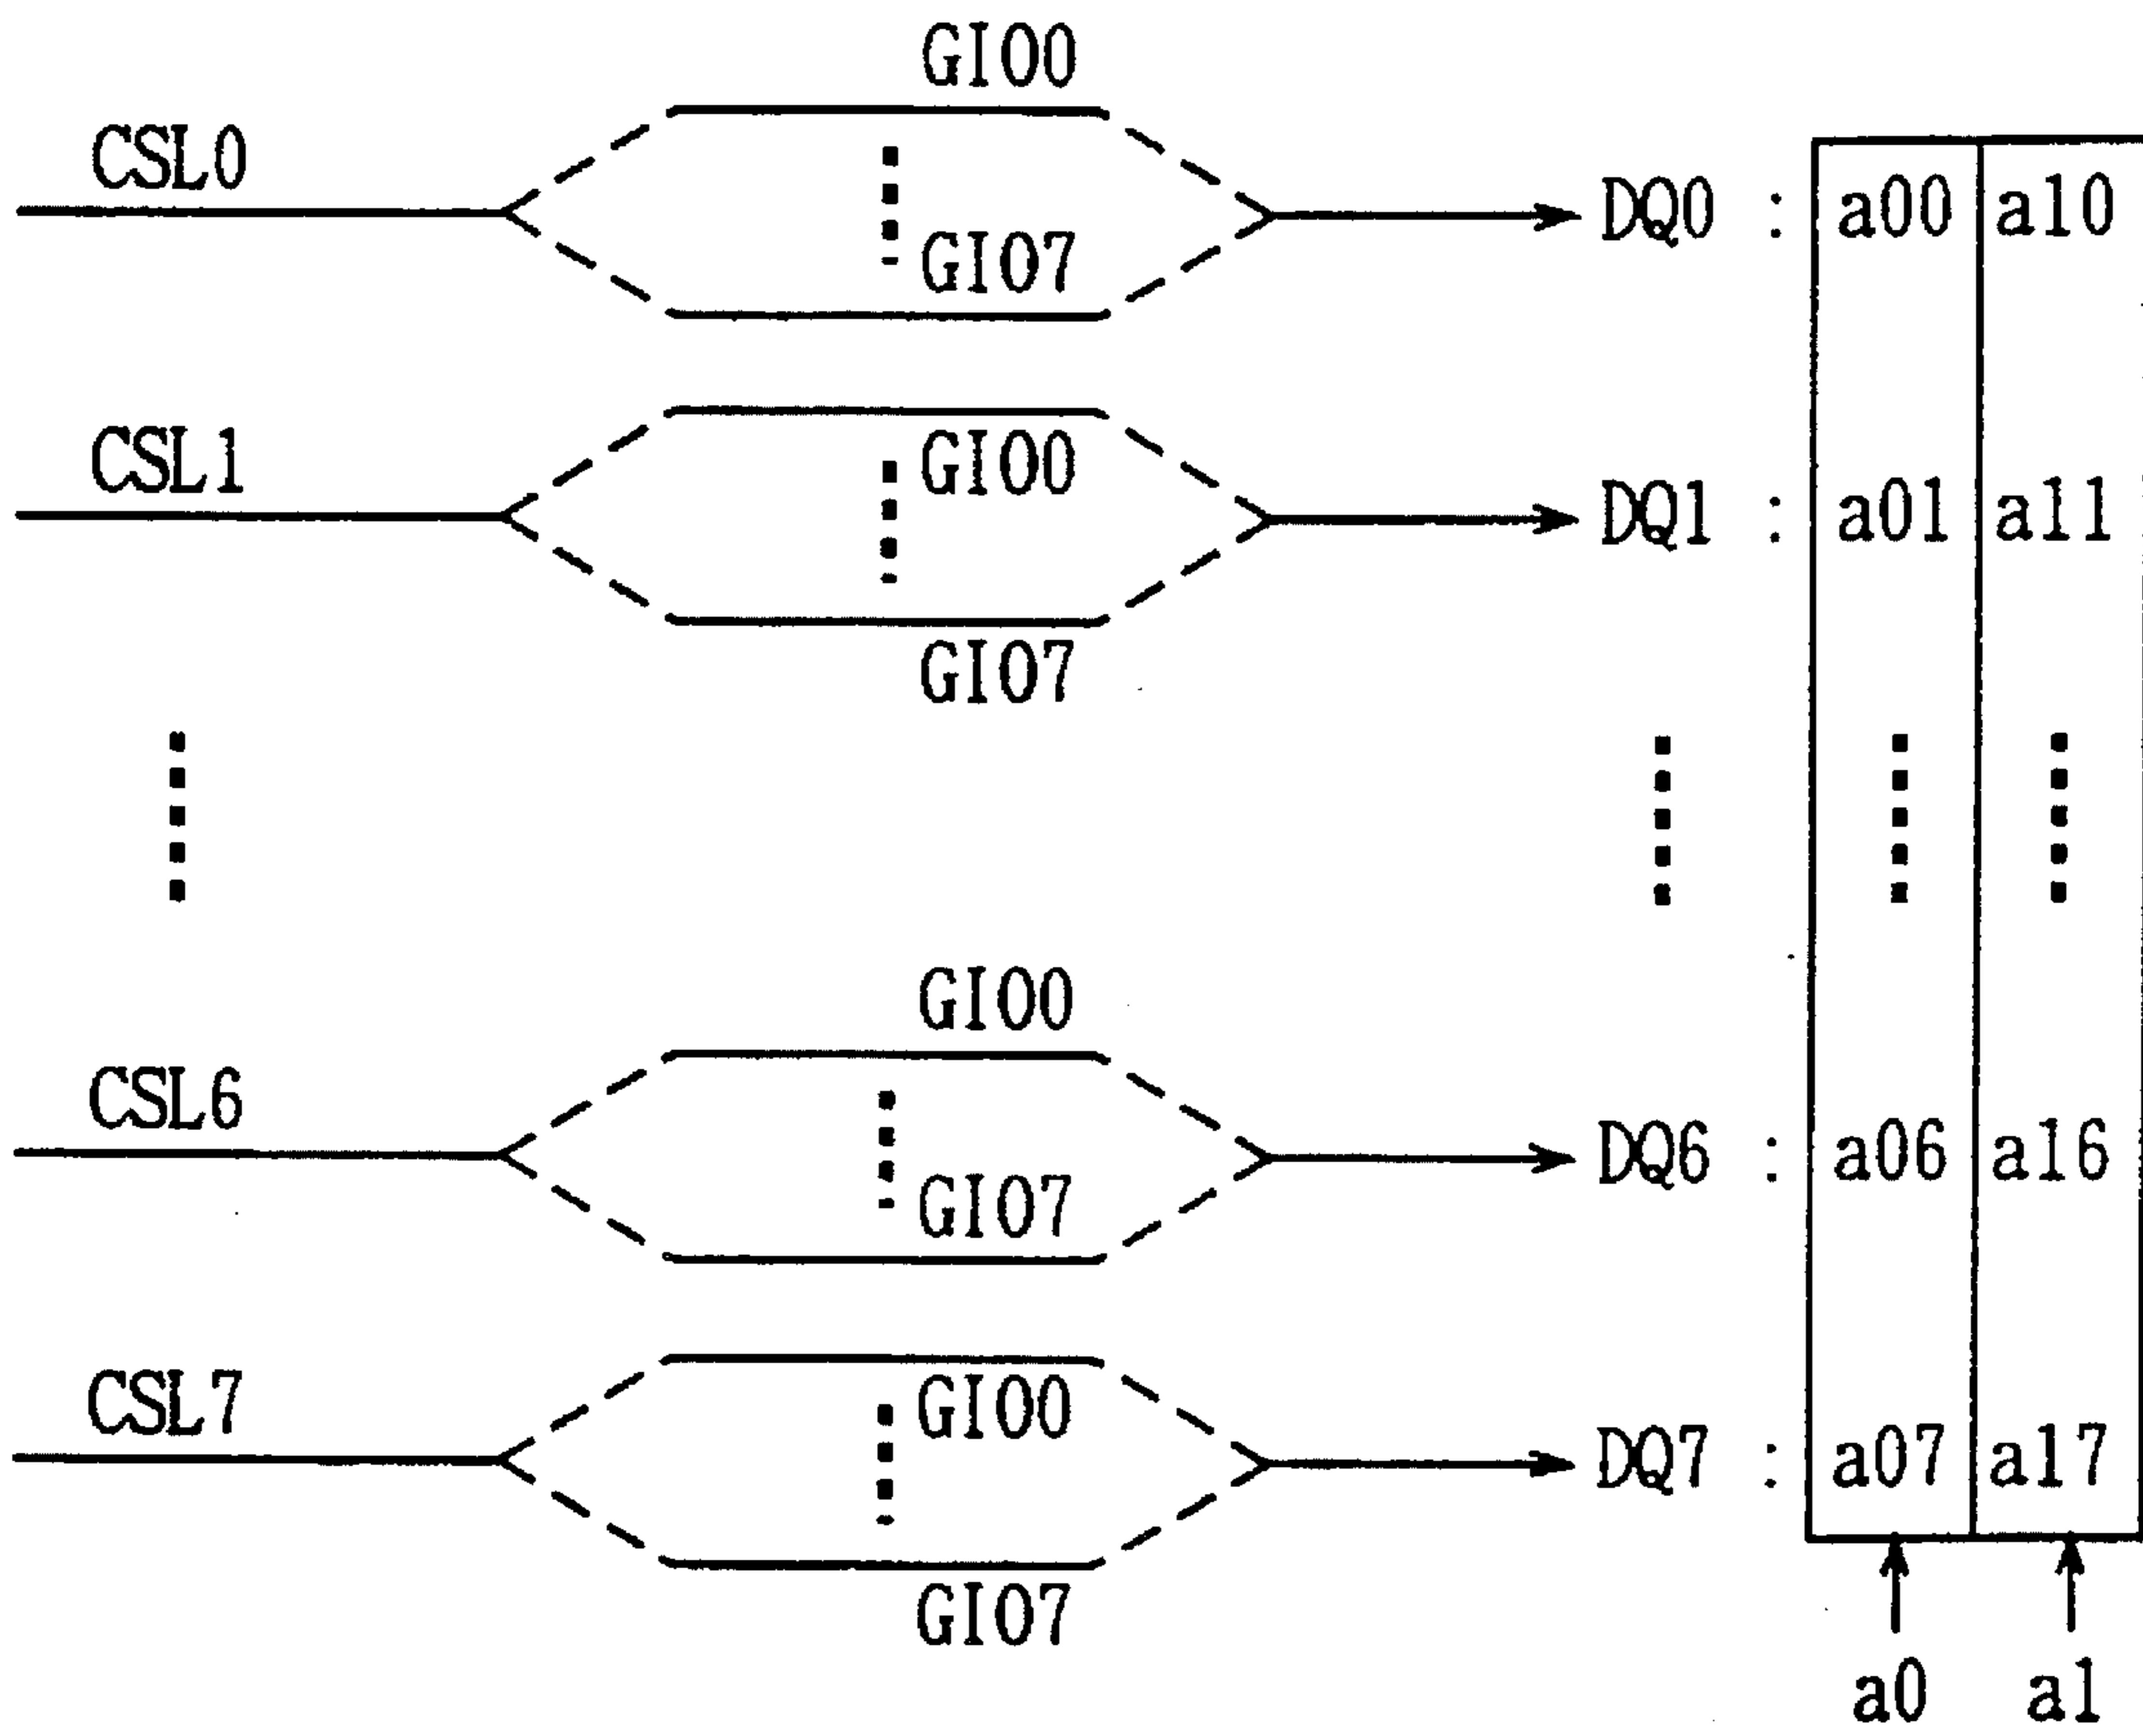 GIO0
CSL0
GIO7
DQ0 : a00 a10
CSL1
GIO0
GIO7
DQ1 : a01 a11
GIO0
CSL6
GIO7
DQ6 : a06 a16
CSL7
GIO0
GIO7
DQ7 : a07 a17
a0 a1